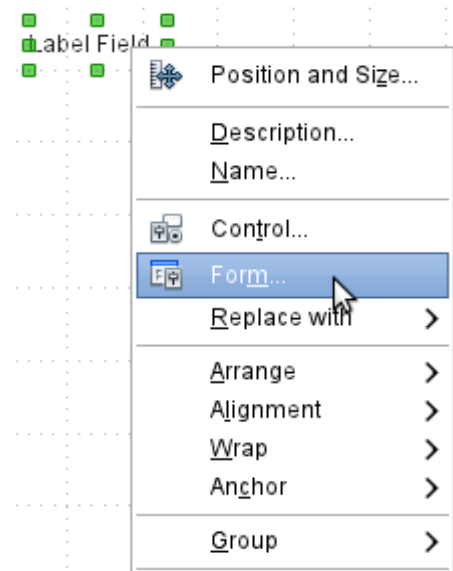 Label Field
Position and Size...
Description...
Name...
Control...
Form...
Replace with
Arrange
Alignment
Wrap
Anchor
Group